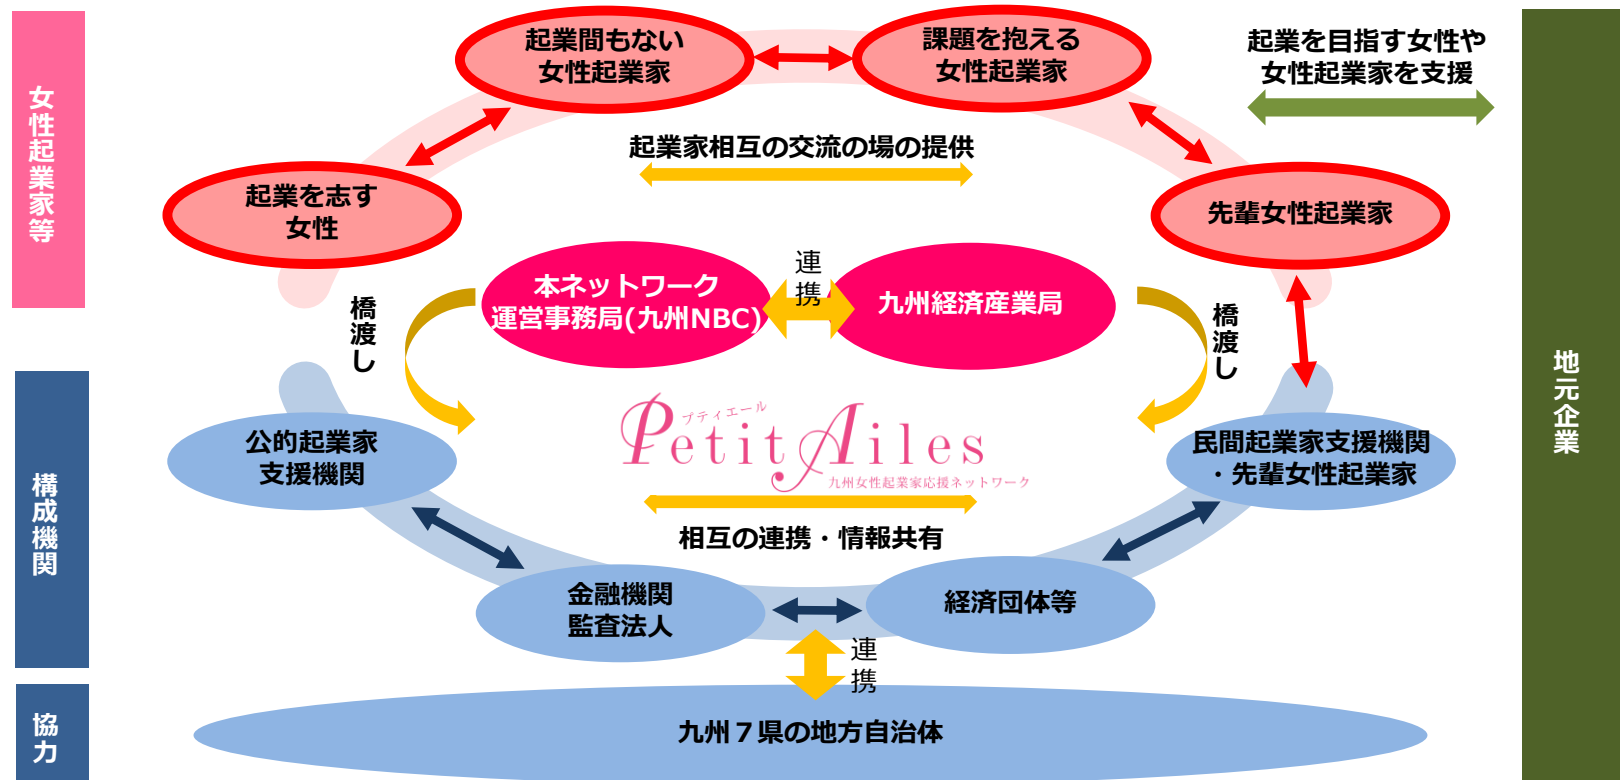 女性起業家等
起業間もない
女性起業家
課題を抱える
女性起業家
起業を目指す女性や
女性起業家を支援
起業家相互の交流の場の提供
起業を志す
女性
先輩女性起業家
本ネットワーク
運営事務局(九州NBC)
連携
九州経済産業局
橋渡し
橋渡し
地元企業
プティエール
Petit Ailes
九州女性起業家応援ネットワーク
構成機関
公的起業家
支援機関
民間起業家支援機関
・先輩女性起業家
相互の連携・情報共有
金融機関
監査法人
経済団体等
連携
協力
九州７県の地方自治体